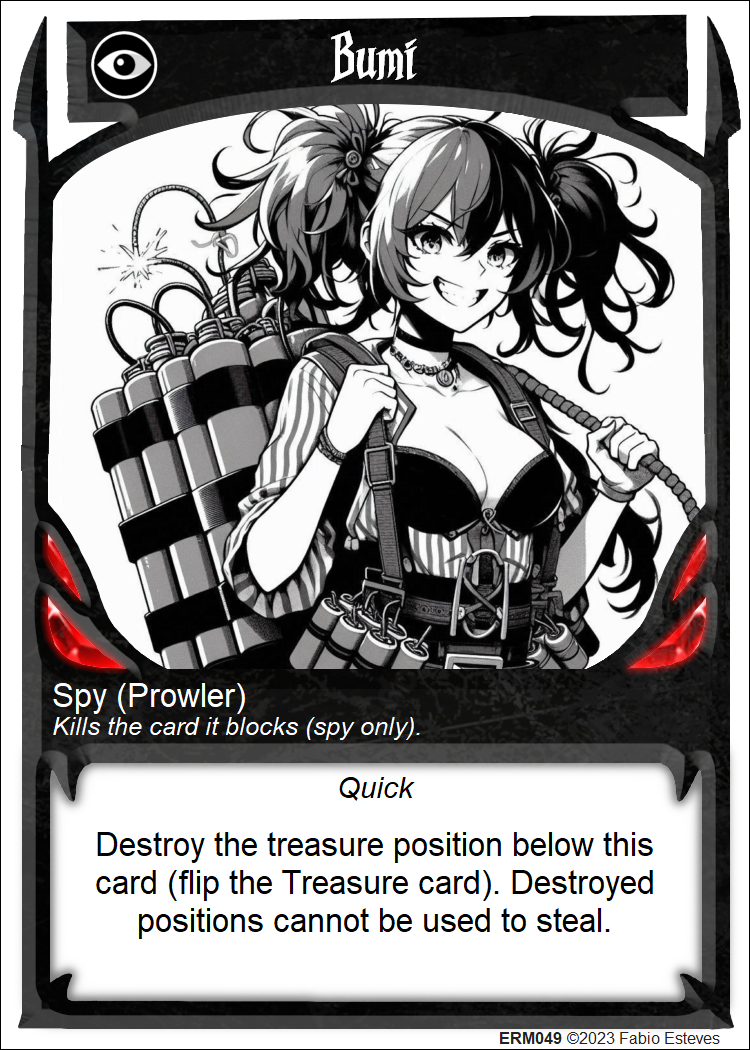 Bumi
Spy (Prowler)
Kills the card it blocks (spy only).
Quick
Destroy the treasure position below this
card (flip the Treasure card). Destroyed
positions cannot be used to steal.
ERM049 ©2023 Fabio Esteves